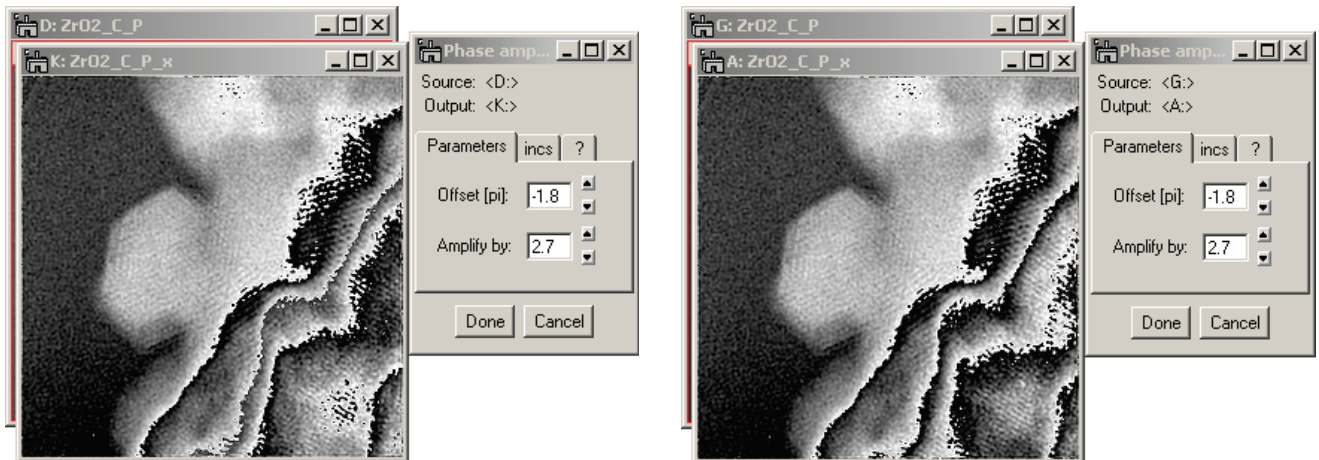 D: ZrO2_C_P
K: ZrO2_C_P_x
Phase amp...
Source: <D:>
Output: <K:>
Parameters incs ?
Offset [pi]: -1.8
Amplify by: 2.7
Done Cancel
G: ZrO2_C_P
A: ZrO2_C_P_x
Phase amp...
Source: <G:>
Output: <A:>
Parameters incs ?
Offset [pi]: -1.8
Amplify by: 2.7
Done Cancel